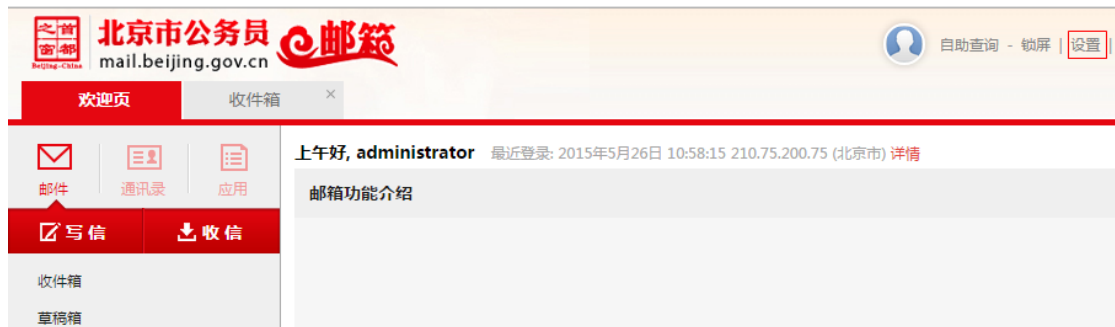 首都之窗
Beijing-China
北京市公务员e邮箱
mail.beijing.gov.cn
自助查询 - 锁屏 | 设置 |
欢迎页 收件箱 ×
上午好, administrator 最近登录: 2015年5月26日 10:58:15 210.75.200.75 (北京市) 详情
邮件 通讯录 应用
邮箱功能介绍
写信 收信
收件箱
草稿箱